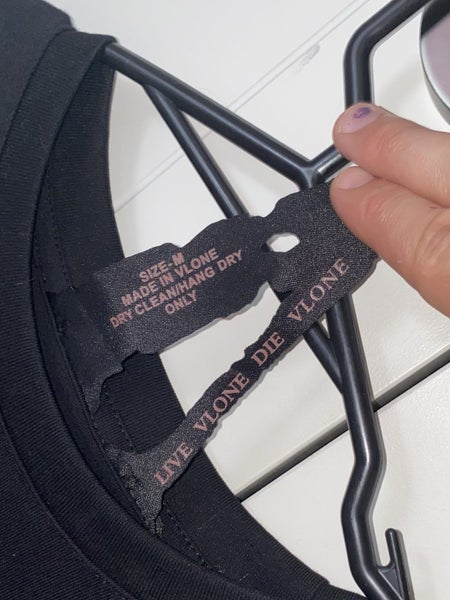 SIZE-M
MADE IN VLONE
DRY CLEAN/HANG DRY
ONLY
LIVE VLONE DIE VLONE